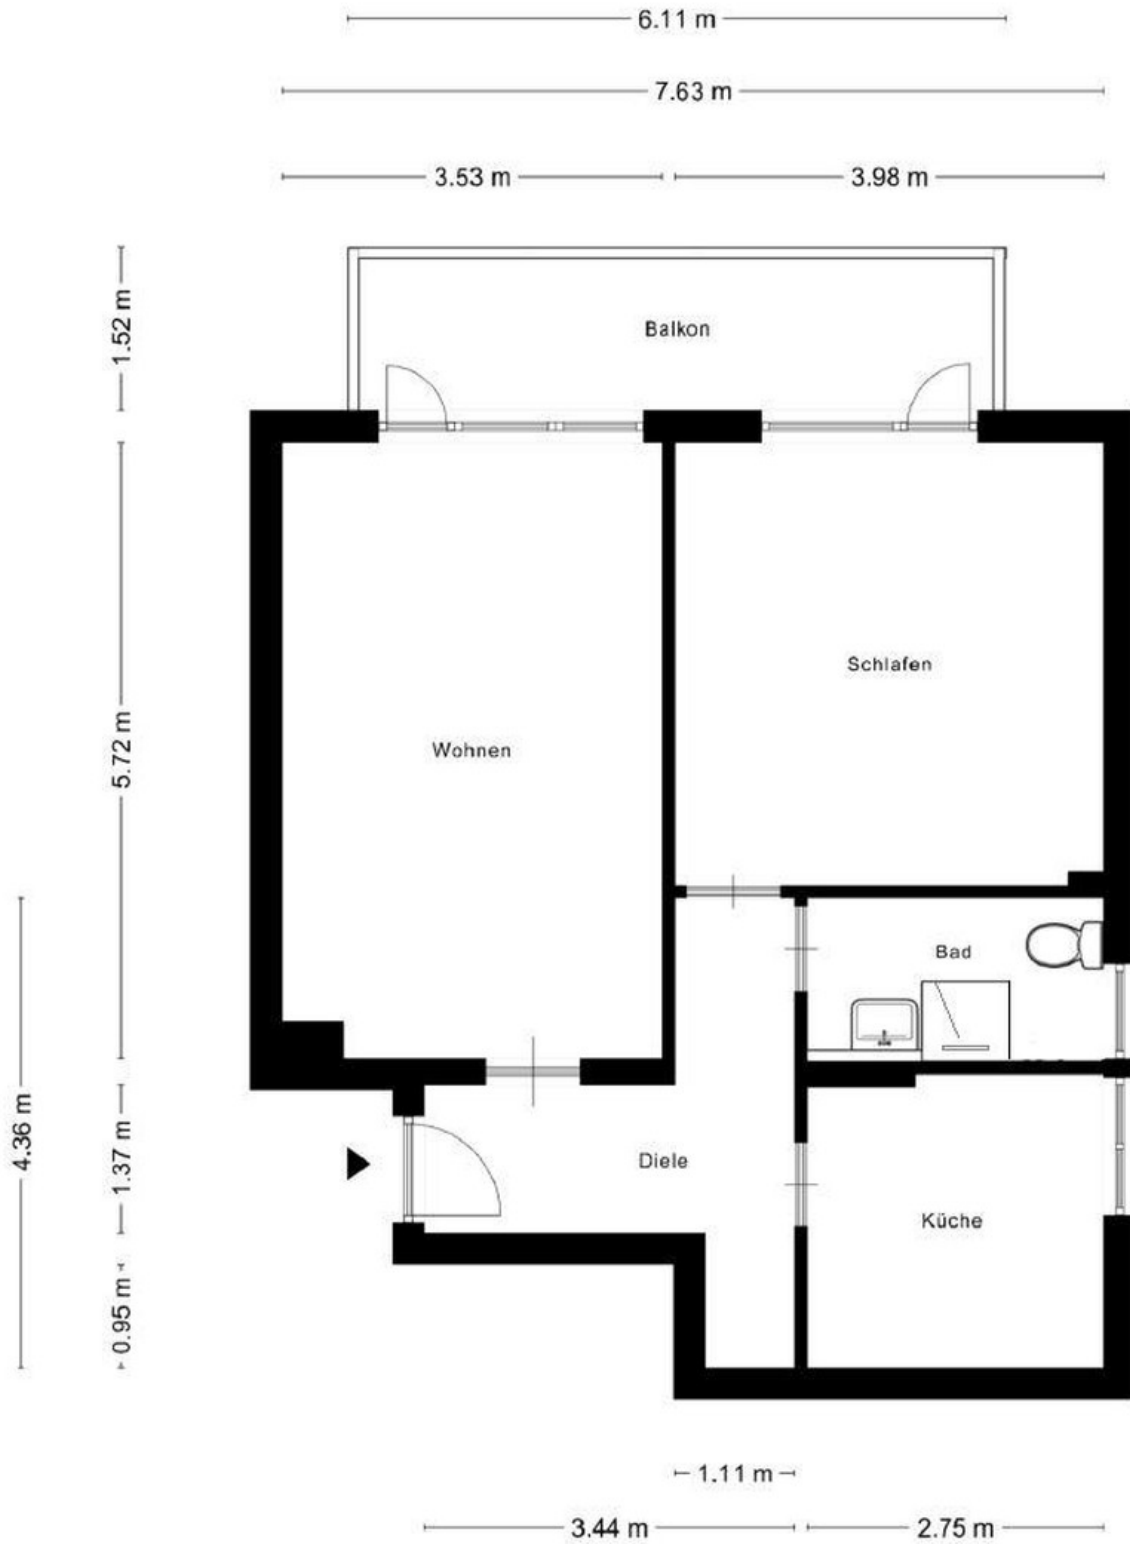 6.11 m
7.63 m
3.53 m
3.98 m
1.52 m
Balkon
Schlafen
5.72 m
Wohnen
Bad
4.36 m
1.37 m
Diele
Küche
0.95 m
1.11 m
3.44 m
2.75 m